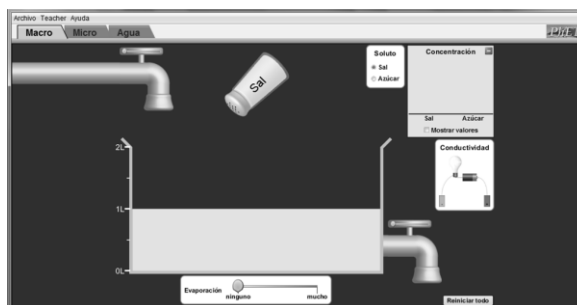 Archivo Teacher Ayuda
Macro Micro Agua
PhET
Soluto
Sal
Azúcar
Concentración
Sal Azúcar
Mostrar valores
Conductividad
Sal
2L
1L
0L
Evaporación
ninguno mucho
Reiniciar todo